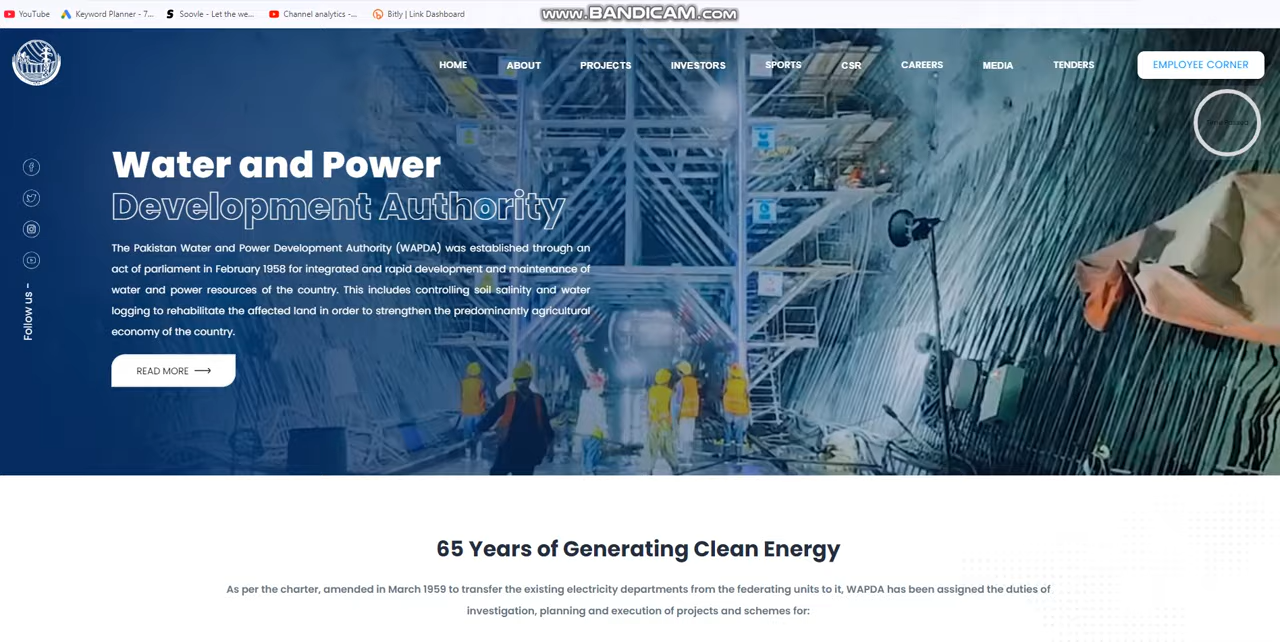 YouTube
Keyword Planner - 7...
Soovle - Let the we...
Channel analytics -...
Bitly | Link Dashboard
WWW.BANDICAM.COM
HOME
ABOUT
PROJECTS
INVESTORS
SPORTS
CSR
CAREERS
MEDIA
TENDERS
EMPLOYEE CORNER
Water and Power
Development Authority
The Pakistan Water and Power Development Authority (WAPDA) was established through an
act of parliament in February 1958 for integrated and rapid development and maintenance of
water and power resources of the country. This includes controlling soil salinity and water
logging to rehabilitate the affected land in order to strengthen the predominantly agricultural
economy of the country.
READ MORE
Follow us -
65 Years of Generating Clean Energy
As per the charter, amended in March 1959 to transfer the existing electricity departments from the federating units to it, WAPDA has been assigned the duties of
investigation, planning and execution of projects and schemes for: